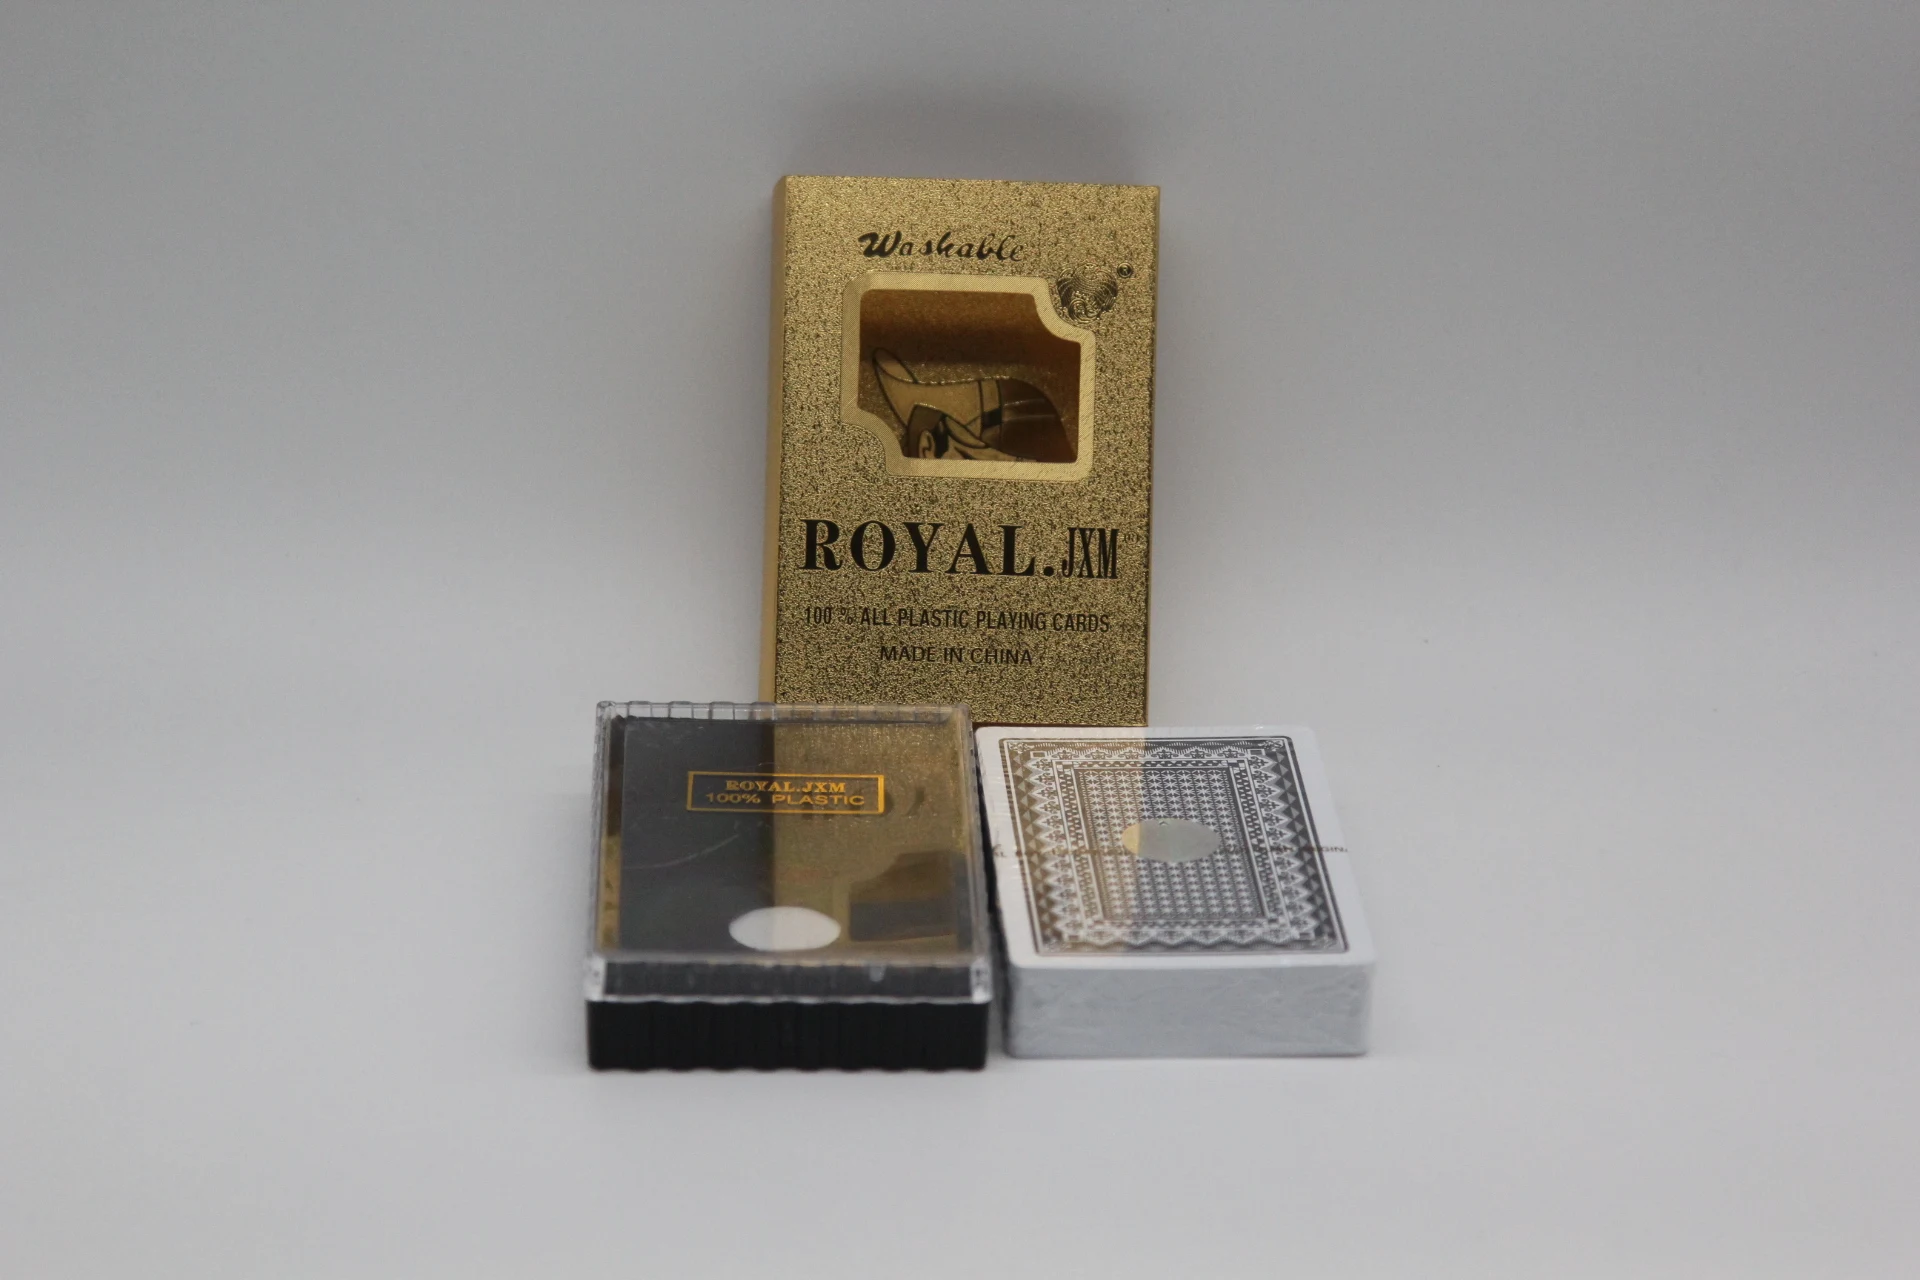 Washable
®
ROYAL.JXM
100% ALL PLASTIC PLAYING CARDS
MADE IN CHINA
ROYAL.JXM
100% PLASTIC